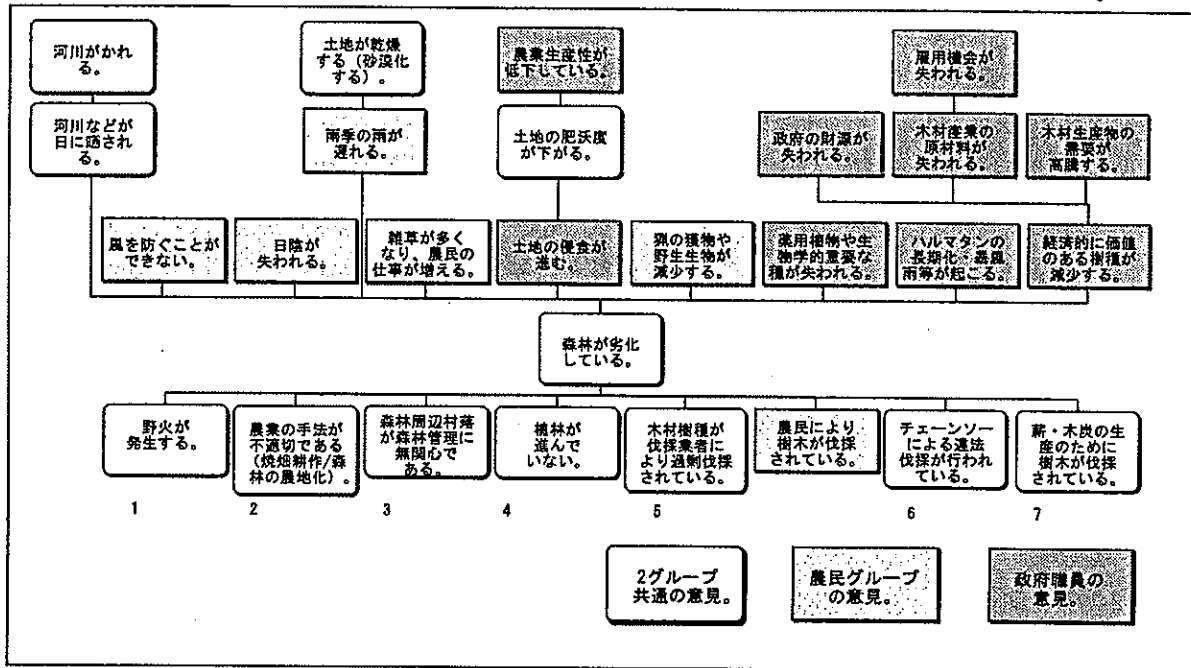 河川がかれ
る。
土地が乾燥
する(砂漠化
する)。
農業生産性が
低下している。
雇用機会が
失われる。
河川などが
日に晒され
る。
雨季の雨が
遅れる。
土地の肥沃度
が下がる。
政府の財源が
失われる。
木材産業の
原材料が
失われる。
木材生産物の
需要が
高騰する。
風を防ぐことが
できない。
日陰が
失われる。
雑草が多く
なり、農民の
仕事が増える。
土地の侵食が
進む。
猟の獲物や
野生生物が
減少する。
薬用植物や生
物学的重要な
種が失われる。
ハルマタンの
長期化・暴風
雨等が起こる。
経済的に価値
のある樹種が
減少する。
森林が劣化
している。
野火が
発生する。
農業の手法が
不適切である
(焼畑耕作/森
林の農地化)。
森林周辺村落
が森林管理に
無関心で
ある。
植林が
進んで
いない。
木材樹種が
伐採業者に
より過剰伐採
されている。
農民により
樹木が伐採
されている。
チェーンソー
による違法
伐採が行われ
ている。
薪・木炭の生
産のために
樹木が伐採
されている。
1
2
3
4
5
6
7
2グループ
共通の意見。
農民グループ
の意見。
政府職員の
意見。